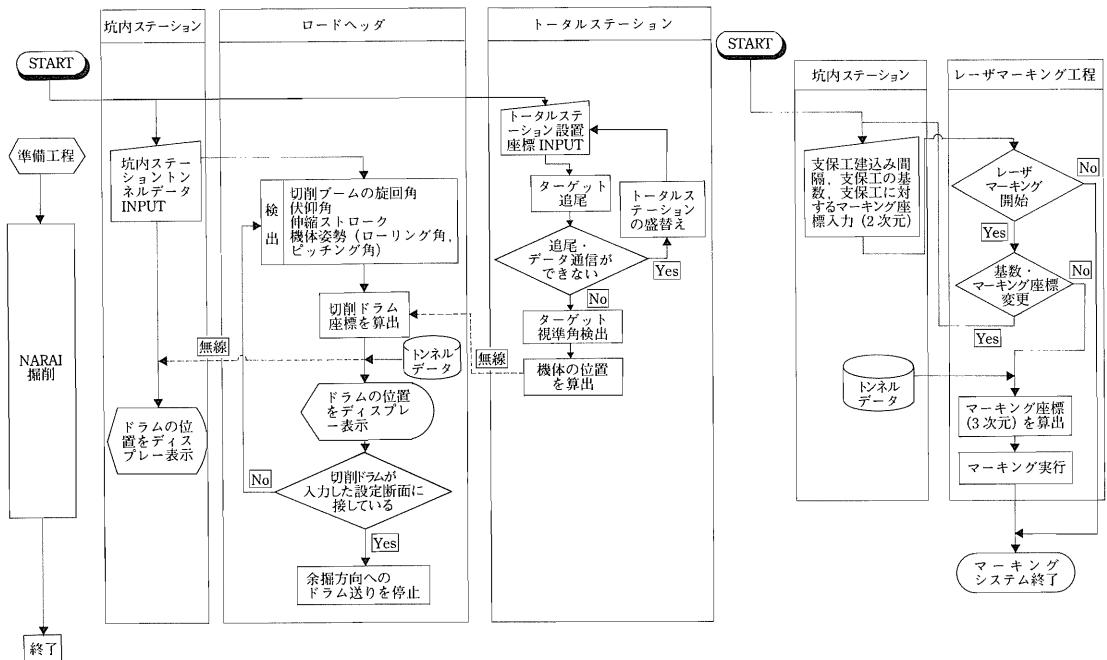 坑内ステーション
ロードヘッダ
トータルステーション
START
準備工程
NARAI
掘削
終了
坑内ステ
ーショントン
ネルデータ
INPUT
無線
ドラムの位
置をディス
プレー表示
検出
切削ブームの旋回角
伏仰角
伸縮ストローク
機体姿勢(ローリング角,
ピッチング角)
切削ドラム
座標を算出
トンネル
データ
ドラムの位置
をディスプレ
ー表示
No
切削ドラムが
入力した設定断面に
接している
Yes
余掘方向への
ドラム送りを停止
トータルステ
ーション設置
座標INPUT
ターゲット
追尾
トータルス
テーション
の盛替え
追尾・
データ通信が
できない
Yes
No
ターゲット
視準角検出
無線
機体の位置
を算出
START
坑内ステーション
レーザマーキング工程
支保工建込み間
隔,支保工の基
数,支保工に対
するマーキング座
標入力(2次元)
レーザ
マーキング
開始
No
Yes
基数・
マーキング座標
変更
No
Yes
トンネル
データ
マーキング座標
(3次元)を算出
マーキング実行
マーキング
システム終了